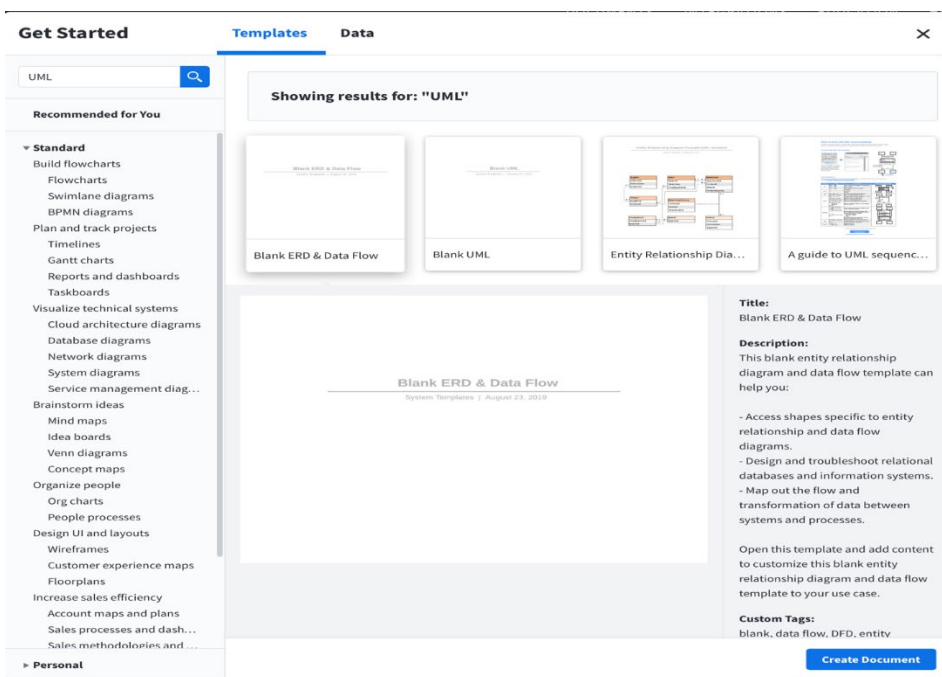 Get Started
Templates
Data
UML
Recommended for You
Standard
Build flowcharts
Flowcharts
Swimlane diagrams
BPMN diagrams
Plan and track projects
Timelines
Gantt charts
Reports and dashboards
Taskboards
Visualize technical systems
Cloud architecture diagrams
Database diagrams
Network diagrams
System diagrams
Service management diag...
Brainstorm ideas
Mind maps
Idea boards
Venn diagrams
Concept maps
Organize people
Org charts
People processes
Design UI and layouts
Wireframes
Customer experience maps
Floorplans
Increase sales efficiency
Account maps and plans
Sales processes and dash...
Sales methodologies and ...
Personal
Showing results for: "UML"
Blank ERD & Data Flow
Blank UML
Blank ERD & Data Flow
Blank UML
Entity Relationship Dia...
A guide to UML sequenc...
Blank ERD & Data Flow
System Templates | August 23, 2019
Title:
Blank ERD & Data Flow
Description:
This blank entity relationship
diagram and data flow template can
help you:
- Access shapes specific to entity
relationship and data flow
diagrams.
- Design and troubleshoot relational
databases and information systems.
- Map out the flow and
transformation of data between
systems and processes.
Open this template and add content
to customize this blank entity
relationship diagram and data flow
template to your use case.
Custom Tags:
blank, data flow, DFD, entity
Create Document